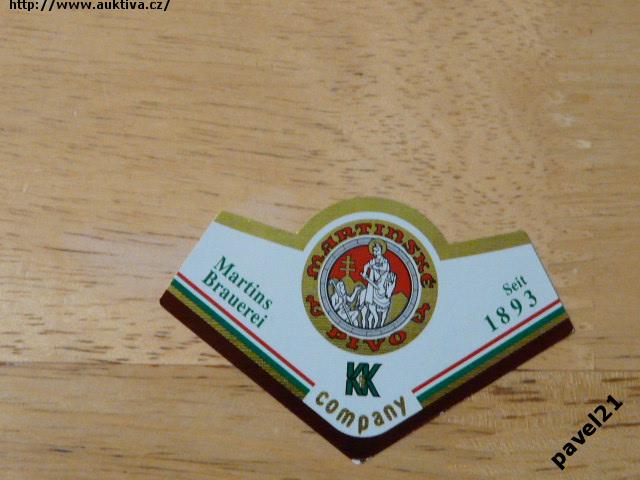 http://www.auktiva.cz/
MARTINSKÉ
PIVO
Martins
Brauerei
Seit
1893
KK
company
pavel21